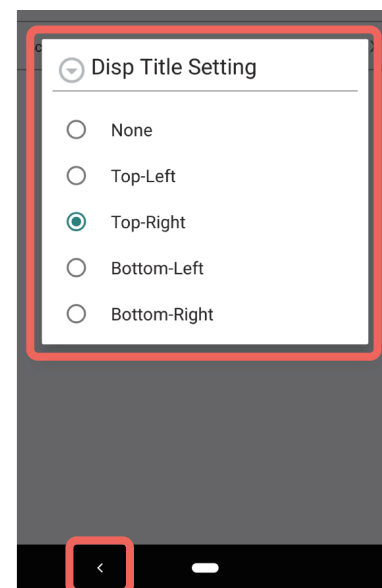 Disp Title Setting
None
Top-Left
Top-Right
Bottom-Left
Bottom-Right